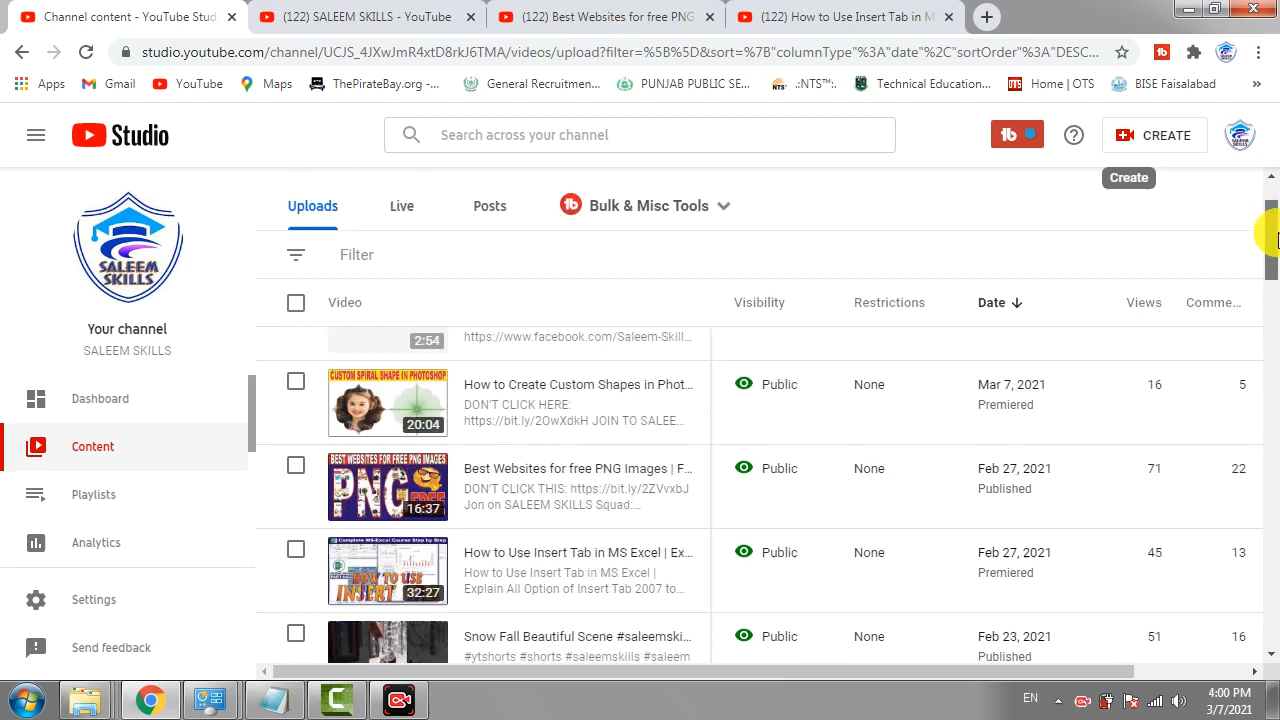 Channel content - YouTube Stud
(122) SALEEM SKILLS - YouTube
(122) Best Websites for free PNG
(122) How to Use Insert Tab in M
studio.youtube.com/channel/UCJS_4JXwJmR4xtD8rkJ6TMA/videos/upload?filter=%5B%5D&sort=%7B"columnType"%3A"date"%2C"sortOrder"%3A"DESC...
Apps
Gmail
YouTube
Maps
ThePirateBay.org -...
General Recruitmen...
PUNJAB PUBLIC SE...
.:NTS™:.
Technical Education...
Home | OTS
BISE Faisalabad
»
Studio
Search across your channel
CREATE
Create
SALEEM
SKILLS
Your channel
SALEEM SKILLS
Dashboard
Content
Playlists
Analytics
Settings
Send feedback
Uploads
Live
Posts
Bulk & Misc Tools
Filter
Video
Visibility
Restrictions
Date
Views
Comme...
2:54
https://www.facebook.com/Saleem-Skill...
CUSTOM SPIRAL SHAPE IN PHOTOSHOP
20:04
How to Create Custom Shapes in Phot...
DON'T CLICK HERE:
https://bit.ly/2OwXdkH JOIN TO SALEE...
Public
None
Mar 7, 2021
Premiered
16
5
BEST WEBSITES FOR FREE PNG IMAGES
PNG
FREE
16:37
Best Websites for free PNG Images | F...
DON'T CLICK THIS: https://bit.ly/2ZVvxbJ
Jon on SALEEM SKILLS Squad:...
Public
None
Feb 27, 2021
Published
71
22
Complete MS-Excel Course Step by Step
HOW TO USE
INSERT
32:27
How to Use Insert Tab in MS Excel | Ex...
How to Use Insert Tab in MS Excel |
Explain All Option of Insert Tab 2007 to...
Public
None
Feb 27, 2021
Premiered
45
13
Snow Fall Beautiful Scene #saleemski...
#ytshorts #shorts #saleemskills #saleem
Public
None
Feb 23, 2021
Published
51
16
EN
4:00 PM
3/7/2021